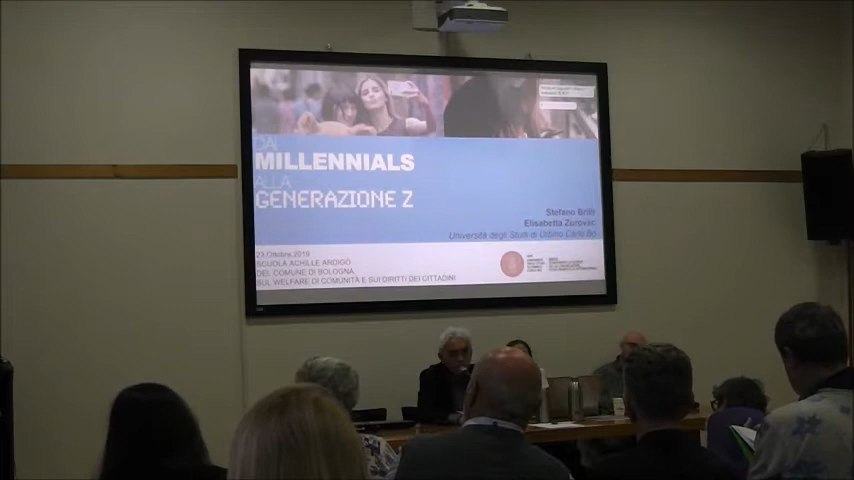 DAI
MILLENNIALS
ALLA
GENERAZIONE Z
Stefano Brilli
Elisabetta Zurovac
Università degli Studi di Urbino Carlo Bo
23 Ottobre 2018
SCUOLA ACHILLE ARDIGÒ
DEL COMUNE DI BOLOGNA
SUL WELFARE DI COMUNITÀ E SUI DIRITTI DEI CITTADINI